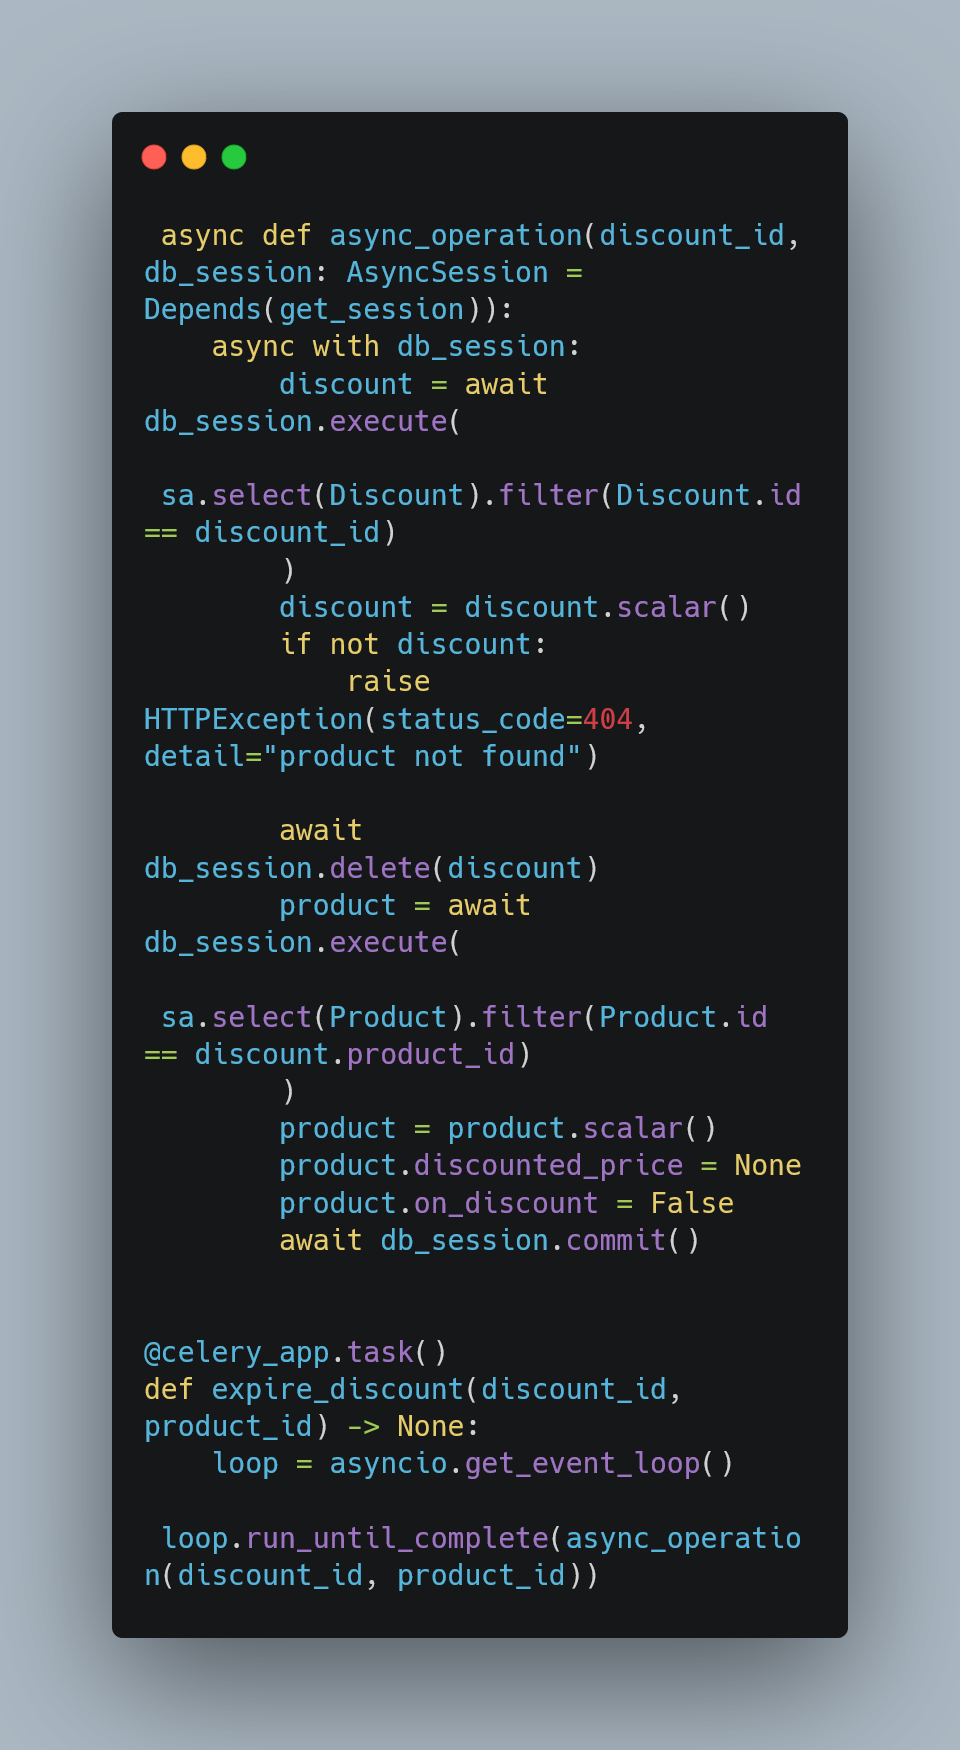 async def async_operation(discount_id,
db_session: AsyncSession =
Depends(get_session)):
async with db_session:
discount = await
db_session.execute(
sa.select(Discount).filter(Discount.id
== discount_id)
)
discount = discount.scalar()
if not discount:
raise
HTTPException(status_code=404,
detail="product not found")
await
db_session.delete(discount)
product = await
db_session.execute(
sa.select(Product).filter(Product.id
== discount.product_id)
)
product = product.scalar()
product.discounted_price = None
product.on_discount = False
await db_session.commit()
@celery_app.task()
def expire_discount(discount_id,
product_id) -> None:
loop = asyncio.get_event_loop()
loop.run_until_complete(async_operatio
n(discount_id, product_id))